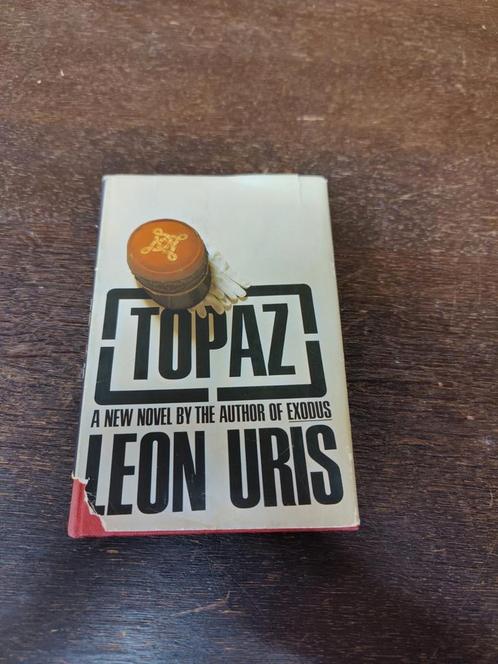 TOPAZ
A NEW NOVEL BY THE AUTHOR OF EXODUS
LEON URIS